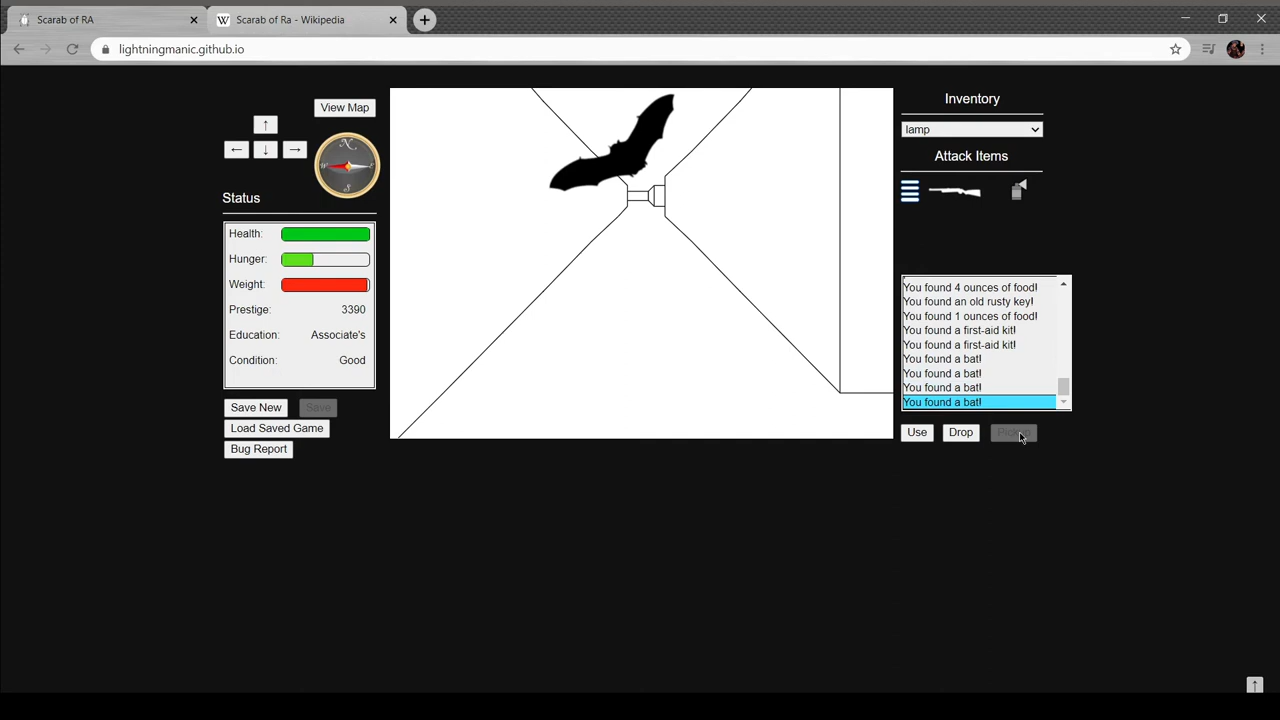 Scarab of RA
Scarab of Ra - Wikipedia
lightningmanic.github.io
View Map
N
W
S
Status
Health:
Hunger:
Weight:
Prestige: 3390
Education: Associate's
Condition: Good
Save New Save
Load Saved Game
Bug Report
Inventory
lamp
Attack Items
You found 4 ounces of food!
You found an old rusty key!
You found 1 ounces of food!
You found a first-aid kit!
You found a first-aid kit!
You found a bat!
You found a bat!
You found a bat!
You found a bat!
Use Drop